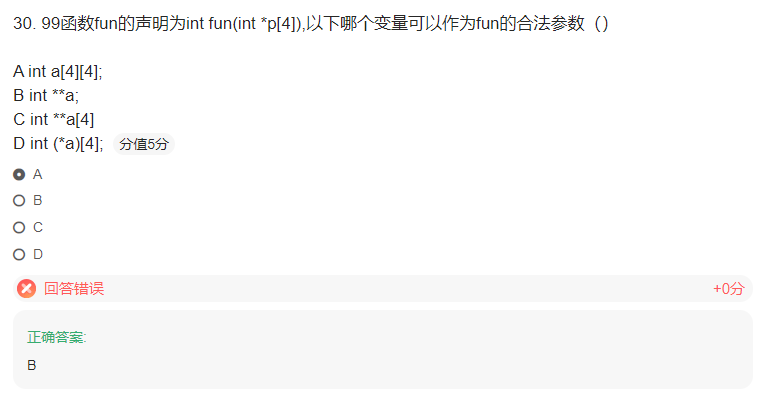 30. 99函数fun的声明为int fun(int *p[4]),以下哪个变量可以作为fun的合法参数（）
A int a[4][4];
B int **a;
C int **a[4]
D int (*a)[4]; 分值5分
A
B
C
D
回答错误 +0分
正确答案:
B